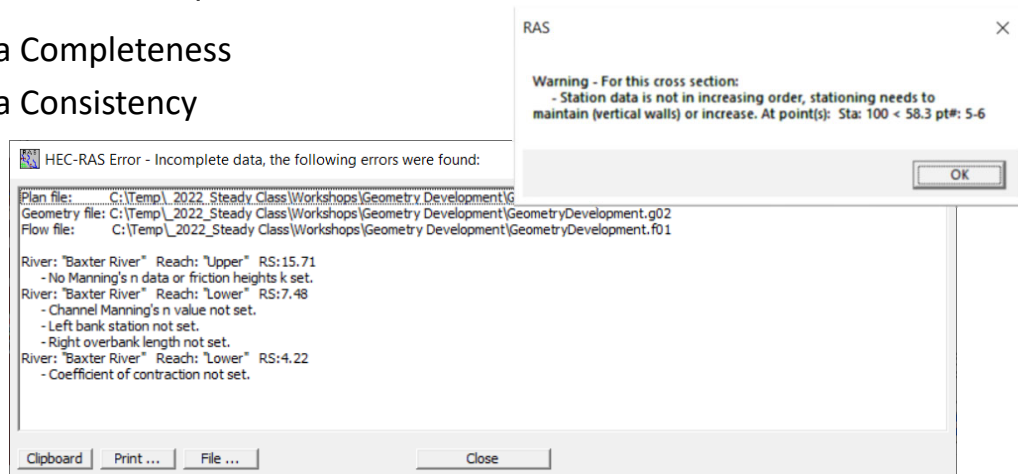 a Completeness
a Consistency
RAS
Warning - For this cross section:
- Station data is not in increasing order, stationing needs to
maintain (vertical walls) or increase. At point(s): Sta: 100 < 58.3 pt#: 5-6
OK
HEC-RAS Error - Incomplete data, the following errors were found:
Plan file: C:\Temp\_2022_Steady Class\Workshops\Geometry Development\G
Geometry file: C:\Temp\_2022_Steady Class\Workshops\Geometry Development\GeometryDevelopment.g02
Flow file: C:\Temp\_2022_Steady Class\Workshops\Geometry Development\GeometryDevelopment.f01
River: "Baxter River" Reach: "Upper" RS:15.71
- No Manning's n data or friction heights k set.
River: "Baxter River" Reach: "Lower" RS:7.48
- Channel Manning's n value not set.
- Left bank station not set.
- Right overbank length not set.
River: "Baxter River" Reach: "Lower" RS:4.22
- Coefficient of contraction not set.
Clipboard Print ... File ... Close